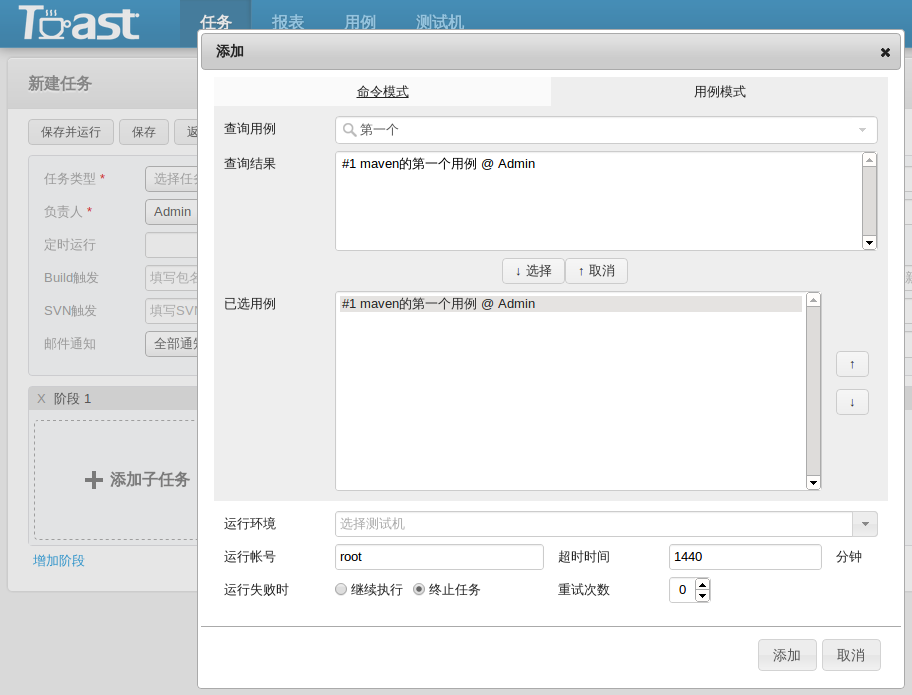 Toast
任务 报表 用例 测试机
添加
新建任务
命令模式 用例模式
保存并运行 保存 返
查询用例 第一个
查询结果 #1 maven的第一个用例 @ Admin
任务类型 * 选择任
负责人 * Admin
定时运行
Build触发 填写包名
SVN触发 填写SVN
邮件通知 全部通知
↓ 选择 ↑ 取消
已选用例 #1 maven的第一个用例 @ Admin
↑
↓
X 阶段 1
添加子任务
增加阶段
运行环境 选择测试机
运行帐号 root 超时时间 1440 分钟
运行失败时 继续执行 终止任务 重试次数 0
添加 取消